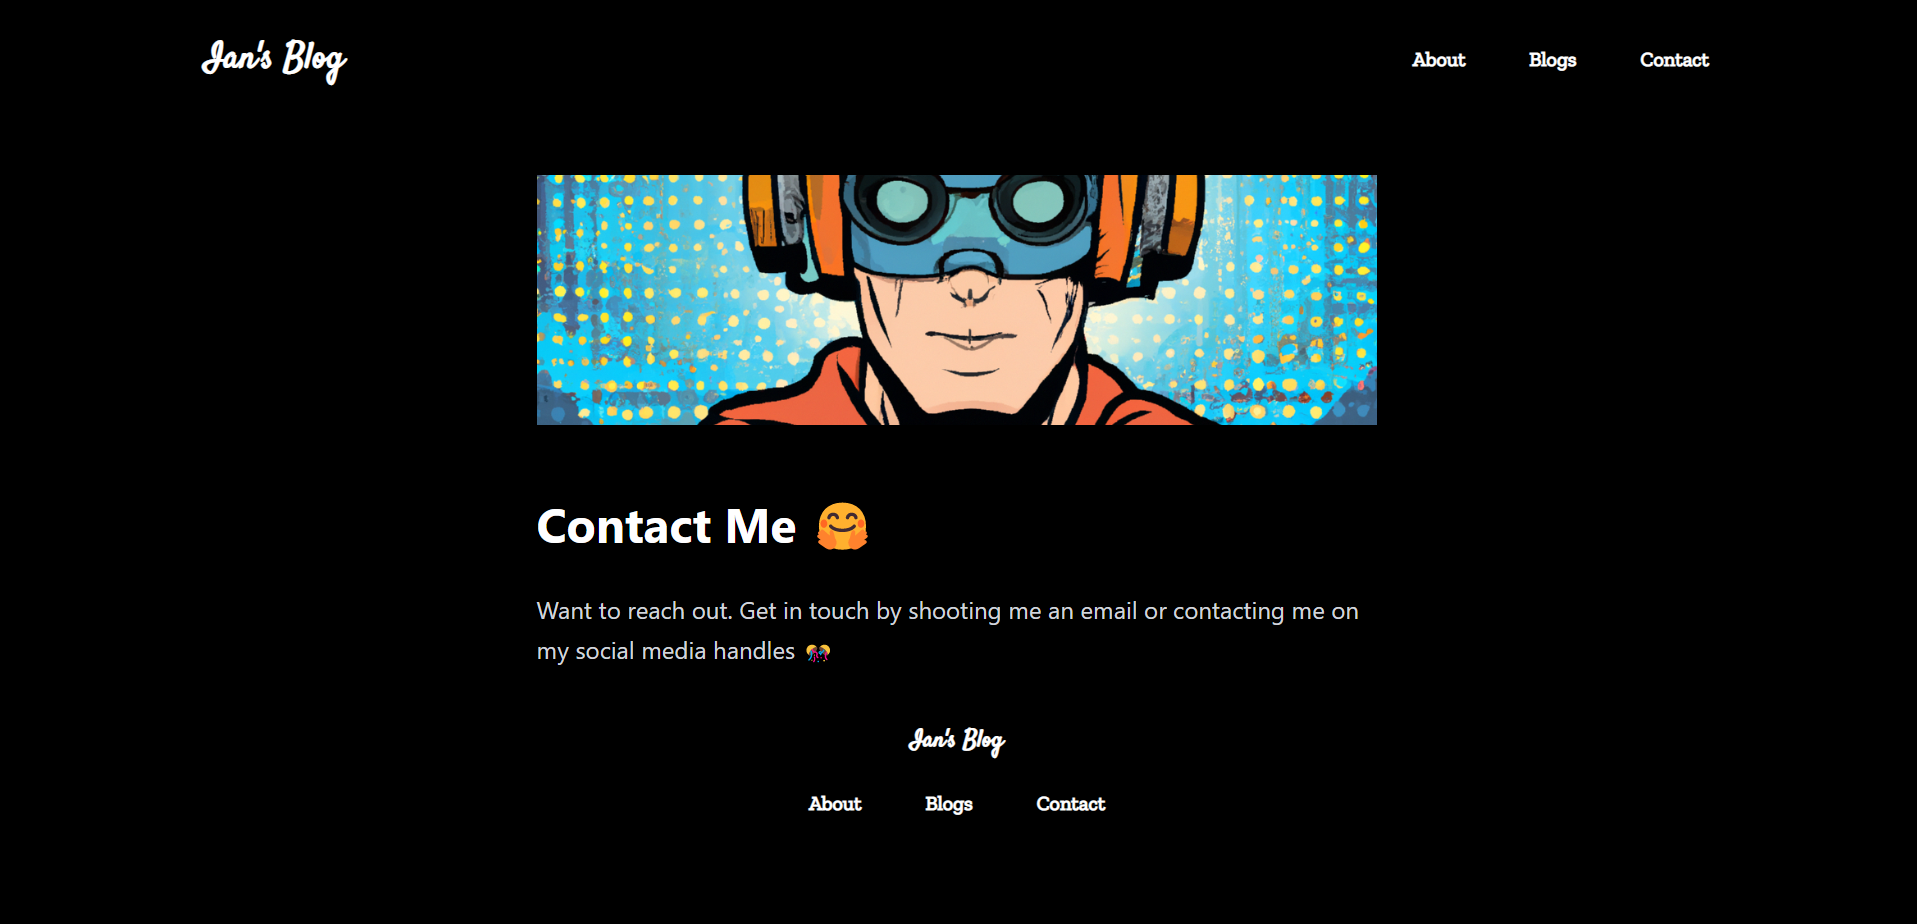 Jan's Blog
About Blogs Contact
Contact Me 🤗
Want to reach out. Get in touch by shooting me an email or contacting me on
my social media handles 🎊
Jan's Blog
About Blogs Contact